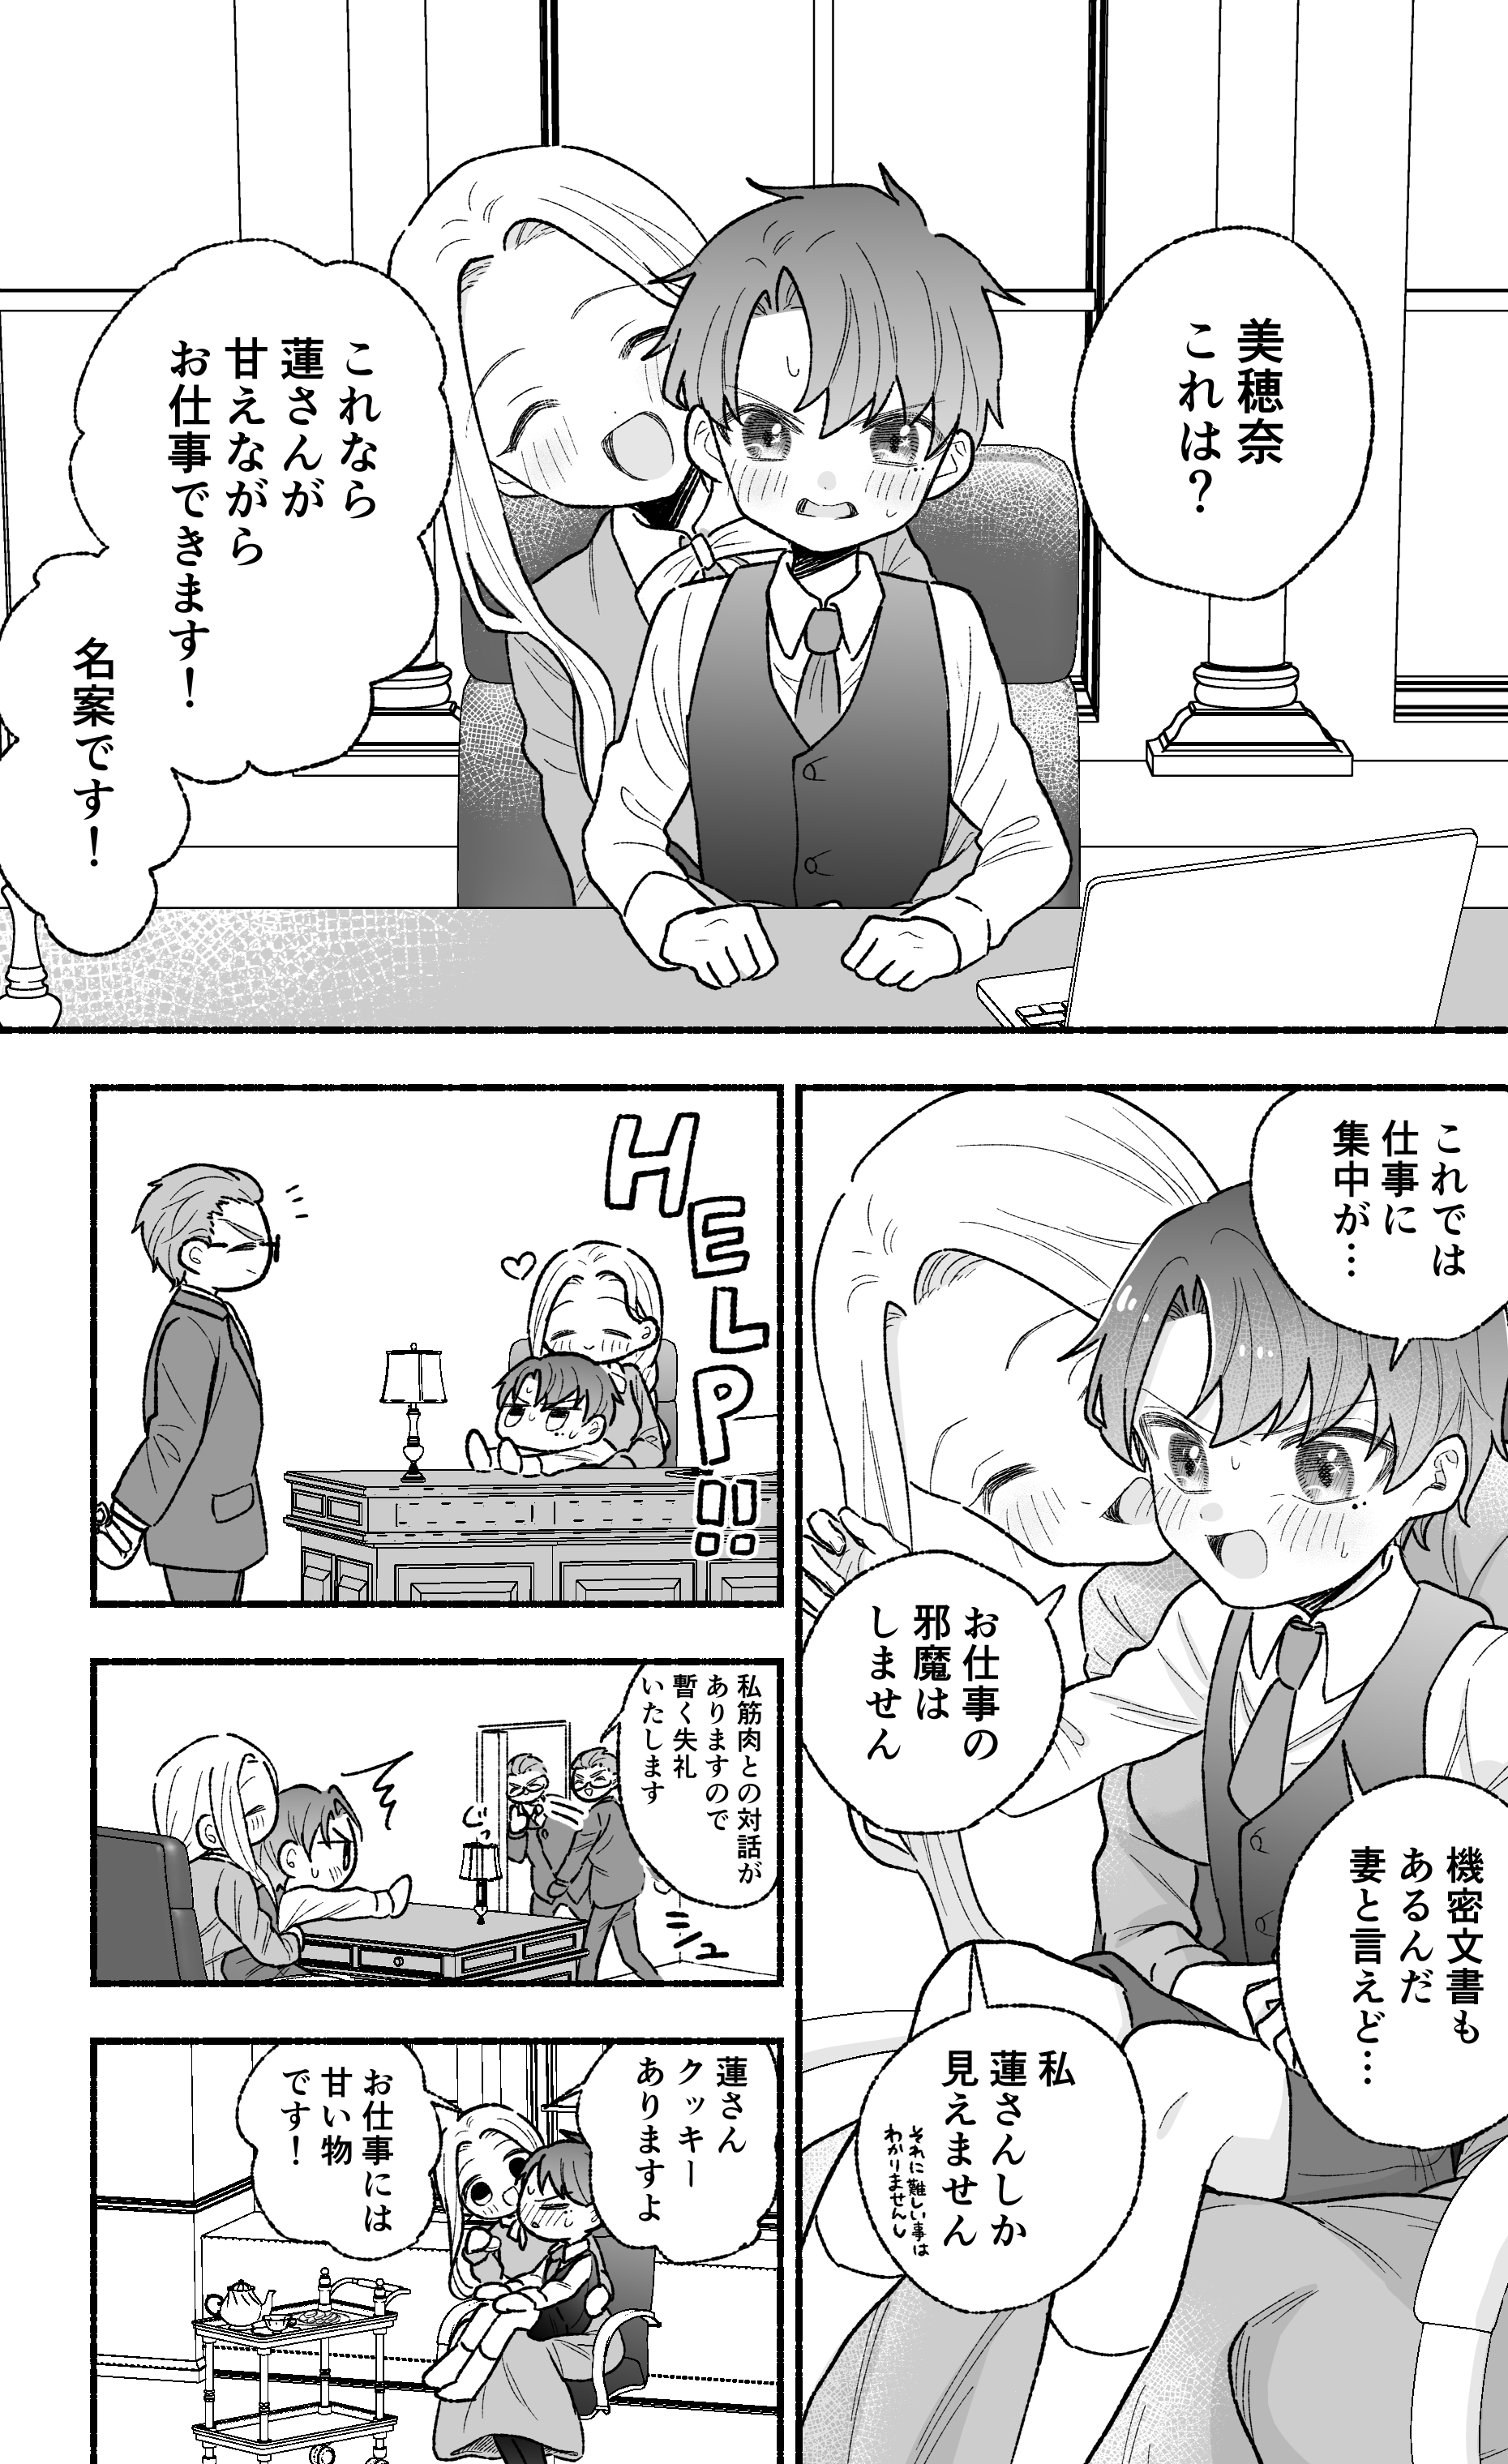 美穂奈
これは?
これなら
蓮さんが
甘えながら
お仕事できます!
名案です!
これでは
仕事に
集中が…
お仕事の
邪魔は
しません
機密文書も
あるんだ
妻と言えど…
私
蓮さんしか
見えません
それに難しい事は
わかりませんし
HELP!!
私筋肉との対話が
ありますので
暫く失礼
いたします
じっ
ニシュ
蓮さん
クッキー
ありますよ
お仕事には
甘い物
です!